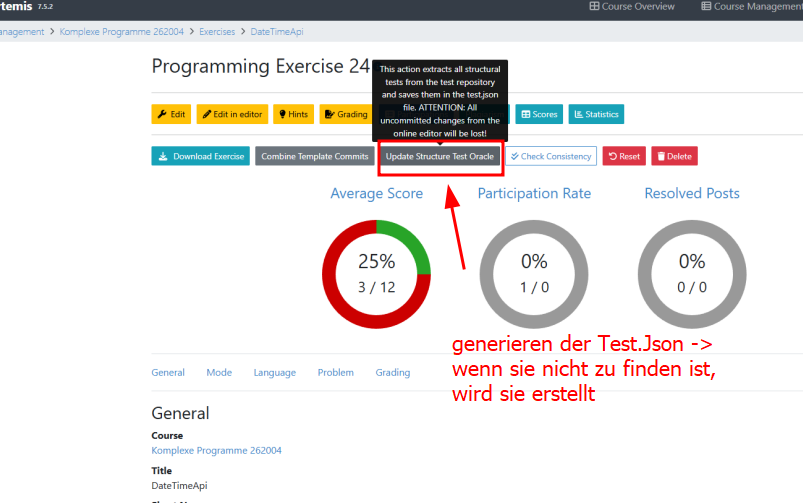 rtemis 7.5.2
Course Overview
Course Management
anagement > Komplexe Programme 262004 > Exercises > DateTimeApi
Programming Exercise 24
This action extracts all structural
tests from the test repository
and saves them in the test.json
file. ATTENTION: All
uncommitted changes from the
online editor will be lost!
Edit
Edit in editor
Hints
Grading
Scores
Statistics
Download Exercise
Combine Template Commits
Update Structure Test Oracle
Check Consistency
Reset
Delete
Average Score
Participation Rate
Resolved Posts
25%
3 / 12
0%
1 / 0
0%
0 / 0
generieren der Test.Json ->
wenn sie nicht zu finden ist,
wird sie erstellt
General
Mode
Language
Problem
Grading
General
Course
Komplexe Programme 262004
Title
DateTimeApi